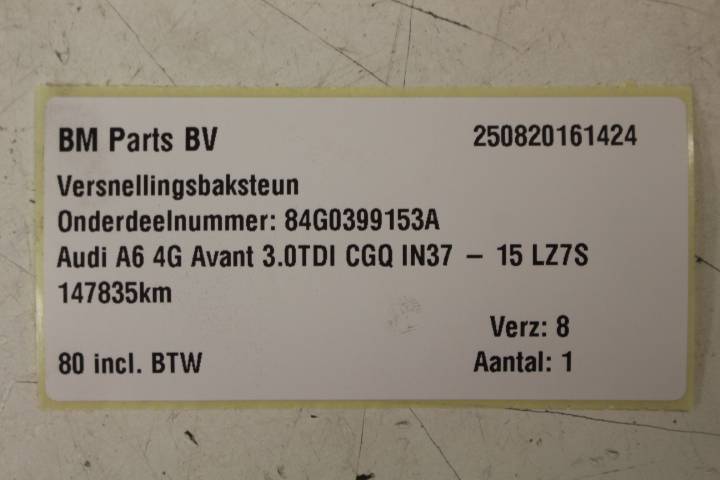 BM Parts BV 250820161424
Versnellingsbaksteun
Onderdeelnummer: 84G0399153A
Audi A6 4G Avant 3.0TDI CGQ IN37 – 15 LZ7S
147835km
Verz: 8
80 incl. BTW Aantal: 1